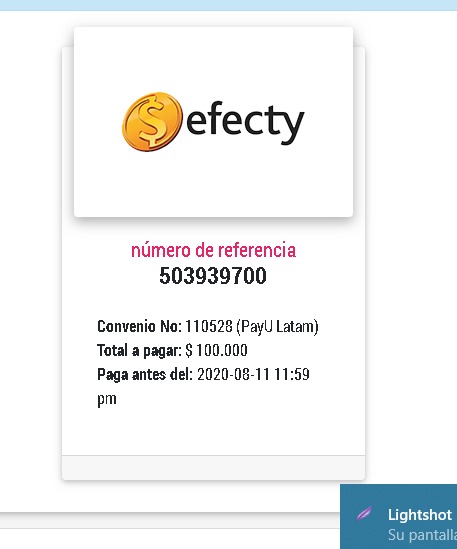 efecty
número de referencia
503939700
Convenio No: 110528 (PayU Latam)
Total a pagar: $ 100.000
Paga antes del: 2020-08-11 11:59
pm
Lightshot
Su